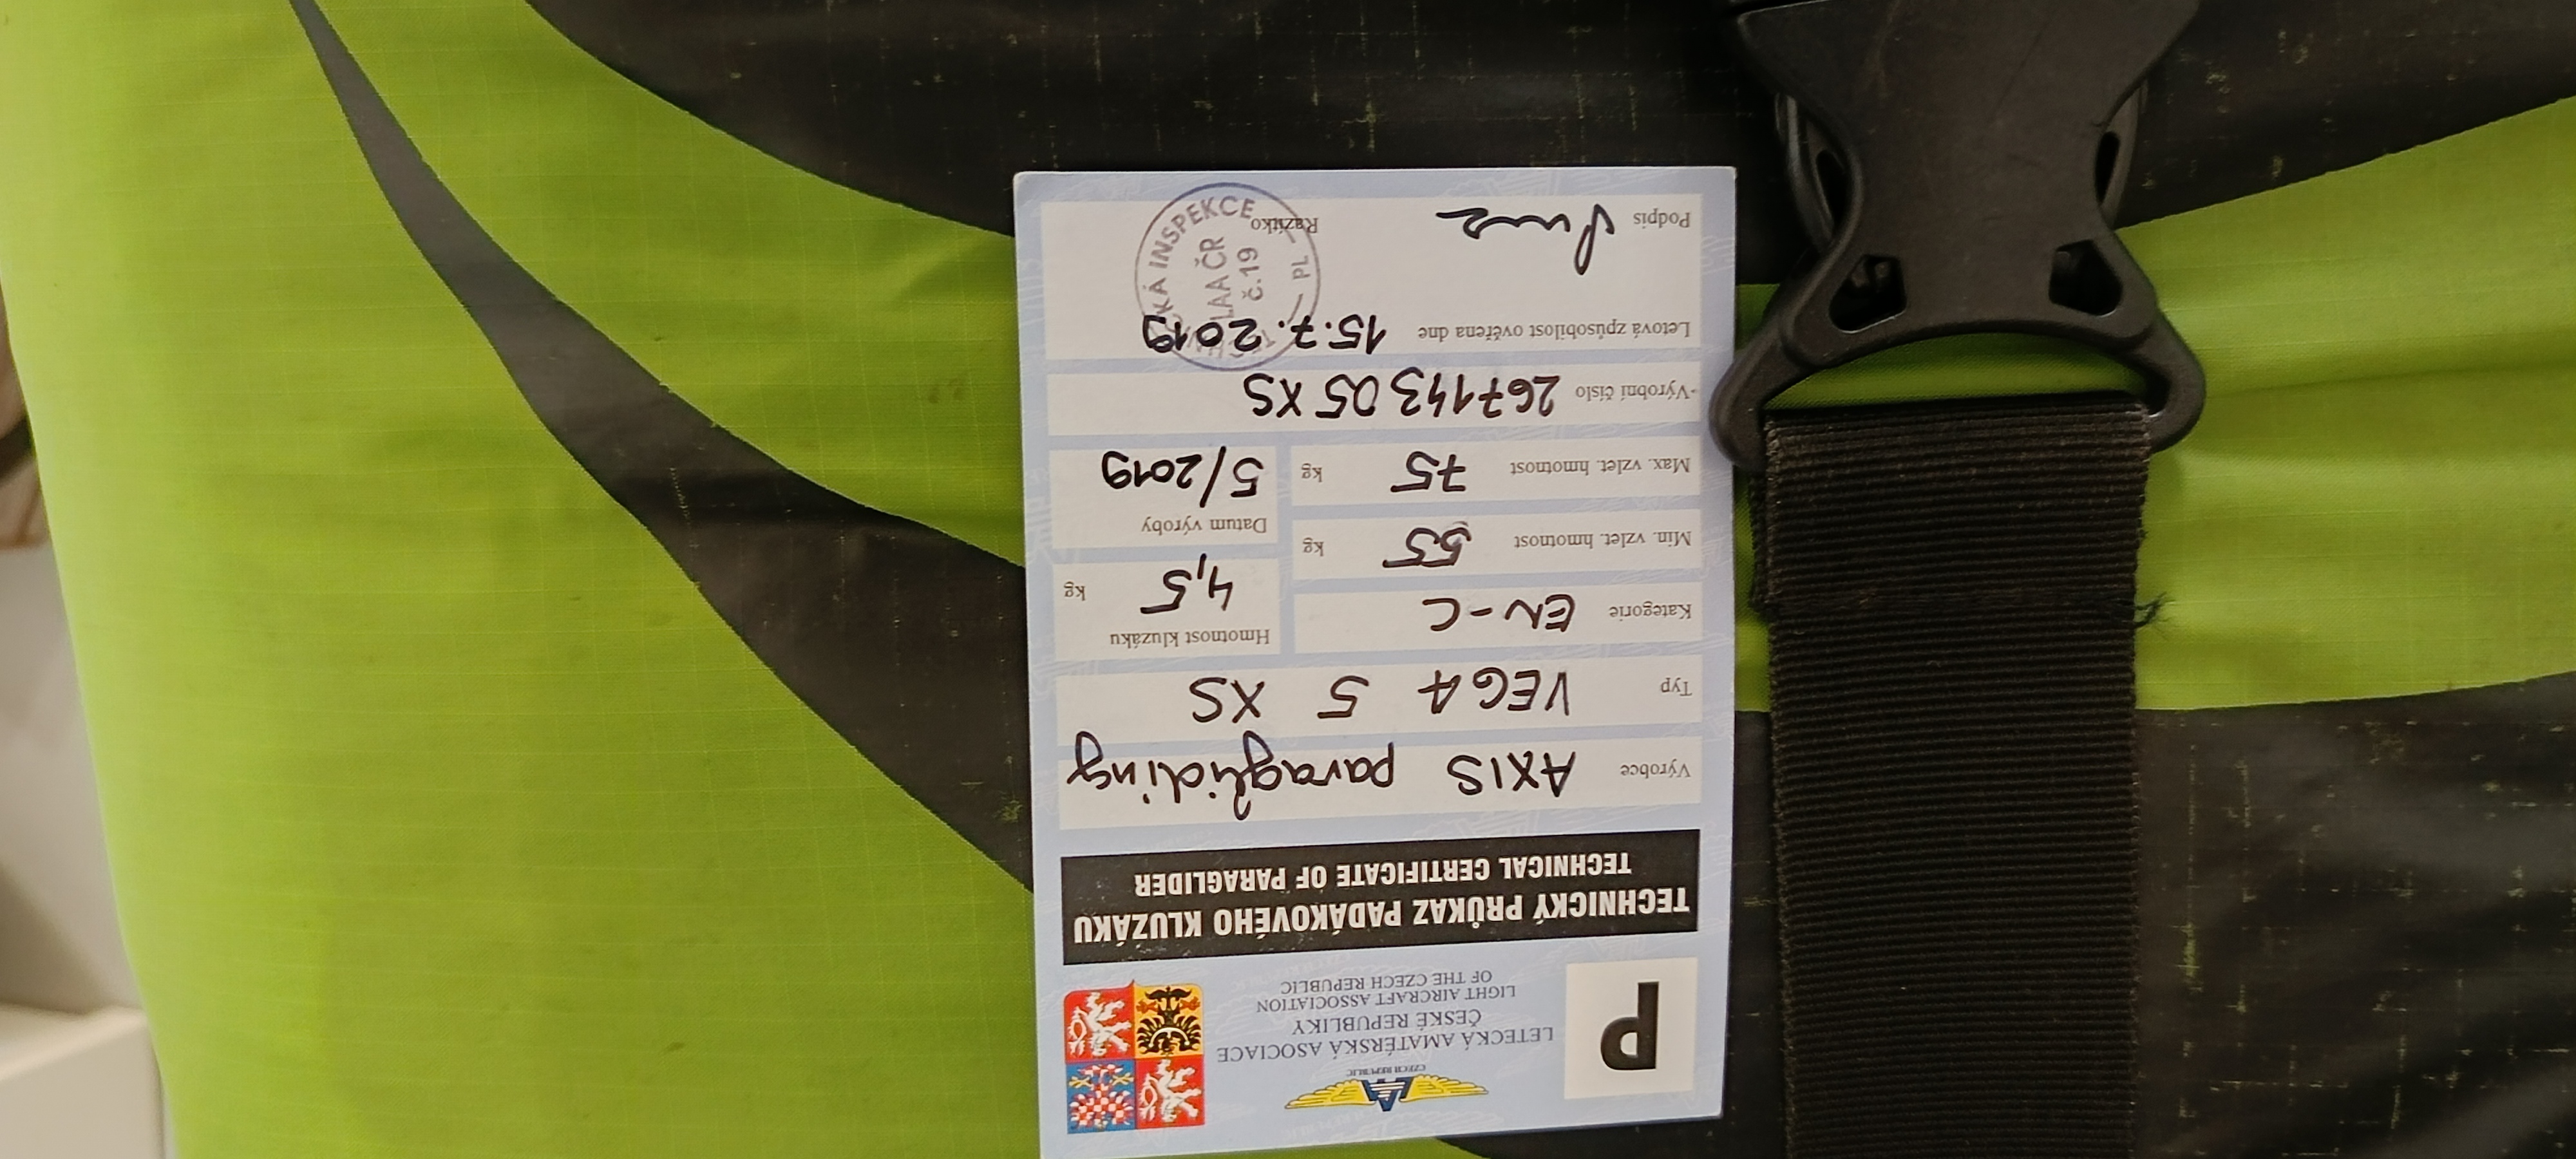 P
CZECH REPUBLIC
LETECKÁ AMATÉRSKÁ ASOCIACE
ČESKÉ REPUBLIKY
LIGHT AIRCRAFT ASSOCIATION
OF THE CZECH REPUBLIC
TECHNICKÝ PRŮKAZ PADÁKOVÉHO KLUZÁKU
TECHNICAL CERTIFICATE OF PARAGLIDER
Výrobce AXIS paragliding
Typ VEGA 5 XS
Kategorie EN-C
Hmotnost kluzáku
4,5 kg
Min. vzlet. hmotnost 55 kg
Max. vzlet. hmotnost 75 kg
Datum výroby
5/2019
Výrobní číslo 26714305 XS
Letová způsobilost ověřena dne 15.7.2019
Podpis
Razítko
INSPEKCE
LAA ČR
č.19
PL